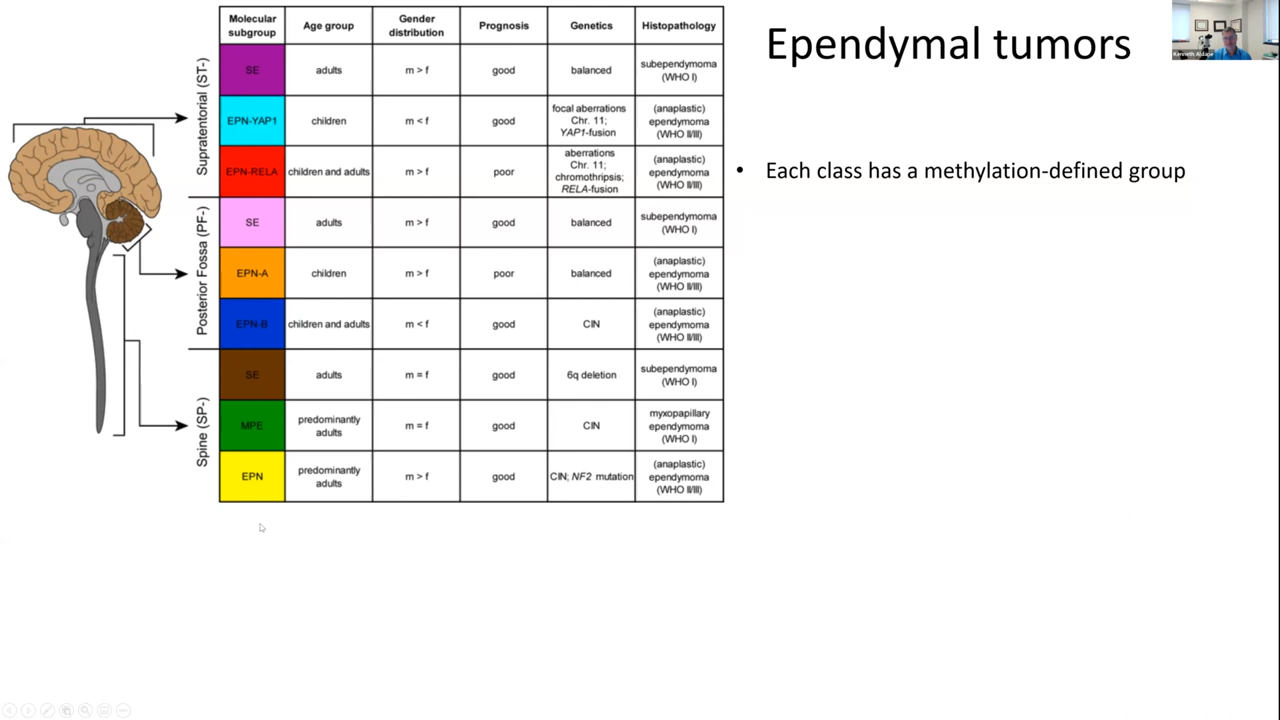 Ependymal tumors
Kenneth Aldape
• Each class has a methylation-defined group
Molecular subgroup Age group Gender distribution Prognosis Genetics Histopathology
Supratentorial (ST-)
SE adults m > f good balanced subependymoma (WHO I)
EPN-YAP1 children m < f good focal aberrations Chr. 11; YAP1-fusion (anaplastic) ependymoma (WHO II/III)
EPN-RELA children and adults m > f poor aberrations Chr. 11; chromothripsis; RELA-fusion (anaplastic) ependymoma (WHO II/III)
Posterior Fossa (PF-)
SE adults m > f good balanced subependymoma (WHO I)
EPN-A children m > f poor balanced (anaplastic) ependymoma (WHO II/III)
EPN-B children and adults m < f good CIN (anaplastic) ependymoma (WHO II/III)
Spine (SP-)
SE adults m = f good 6q deletion subependymoma (WHO I)
MPE predominantly adults m = f good CIN myxopapillary ependymoma (WHO I)
EPN predominantly adults m > f good CIN; NF2 mutation (anaplastic) ependymoma (WHO II/III)